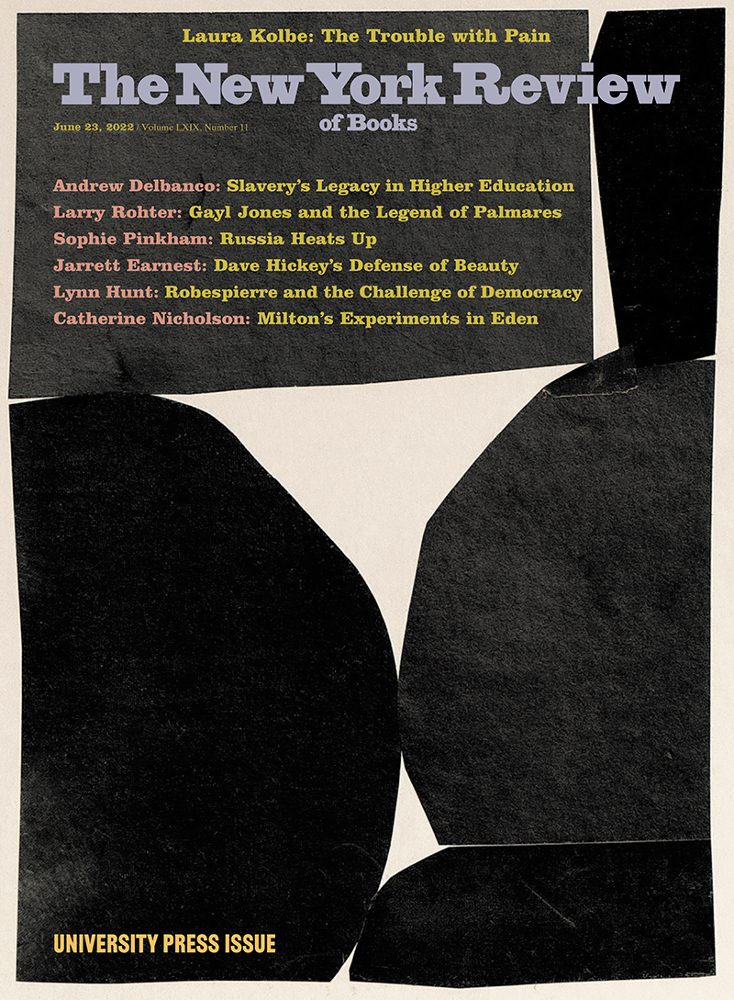 Laura Kolbe: The Trouble with Pain
The New York Review
of Books
June 23, 2022 / Volume LXIX, Number 11
Andrew Delbanco: Slavery's Legacy in Higher Education
Larry Rohter: Gayl Jones and the Legend of Palmares
Sophie Pinkham: Russia Heats Up
Jarrett Earnest: Dave Hickey's Defense of Beauty
Lynn Hunt: Robespierre and the Challenge of Democracy
Catherine Nicholson: Milton's Experiments in Eden
UNIVERSITY PRESS ISSUE